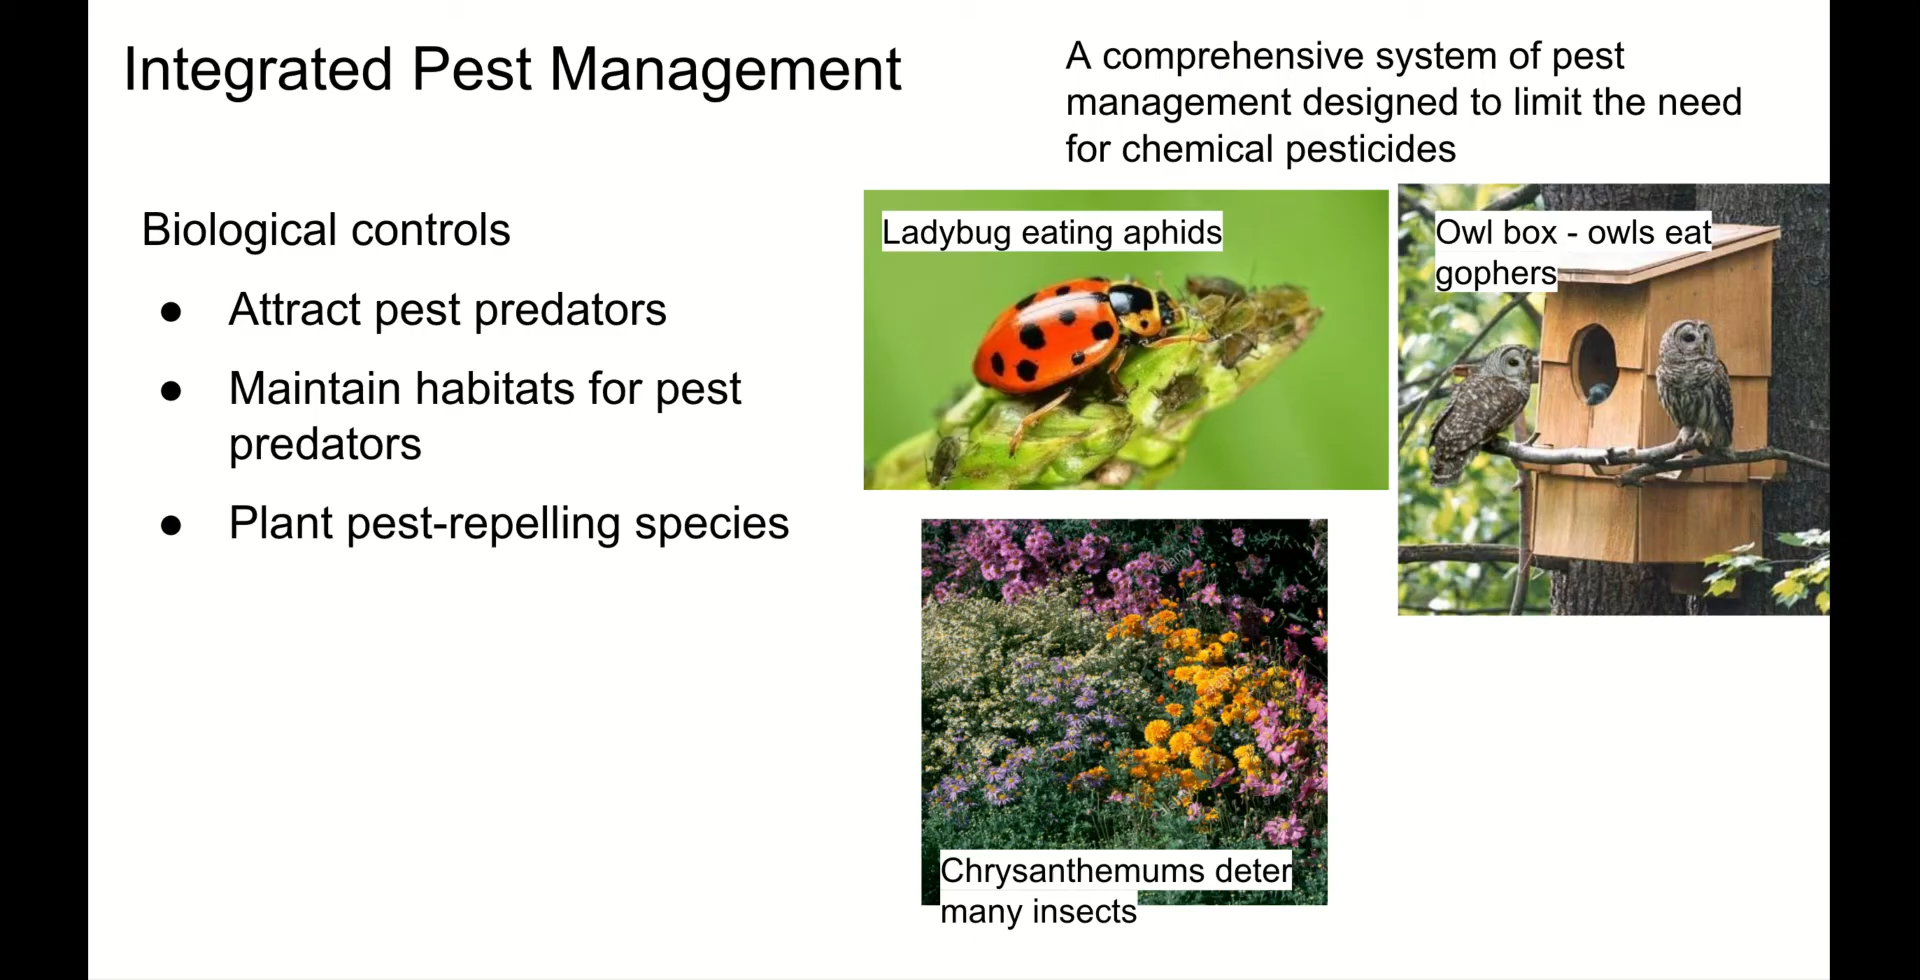 Integrated Pest Management
A comprehensive system of pest
management designed to limit the need
for chemical pesticides
Biological controls
● Attract pest predators
● Maintain habitats for pest
predators
● Plant pest-repelling species
Ladybug eating aphids
Owl box - owls eat
gophers
alamy
alamy
Chrysanthemums deter
many insects